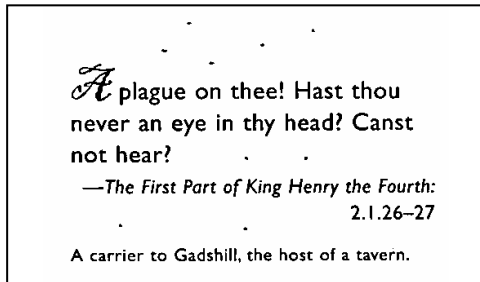 A plague on thee! Hast thou
never an eye in thy head? Canst
not hear?
—The First Part of King Henry the Fourth:
2.1.26–27
A carrier to Gadshill, the host of a tavern.